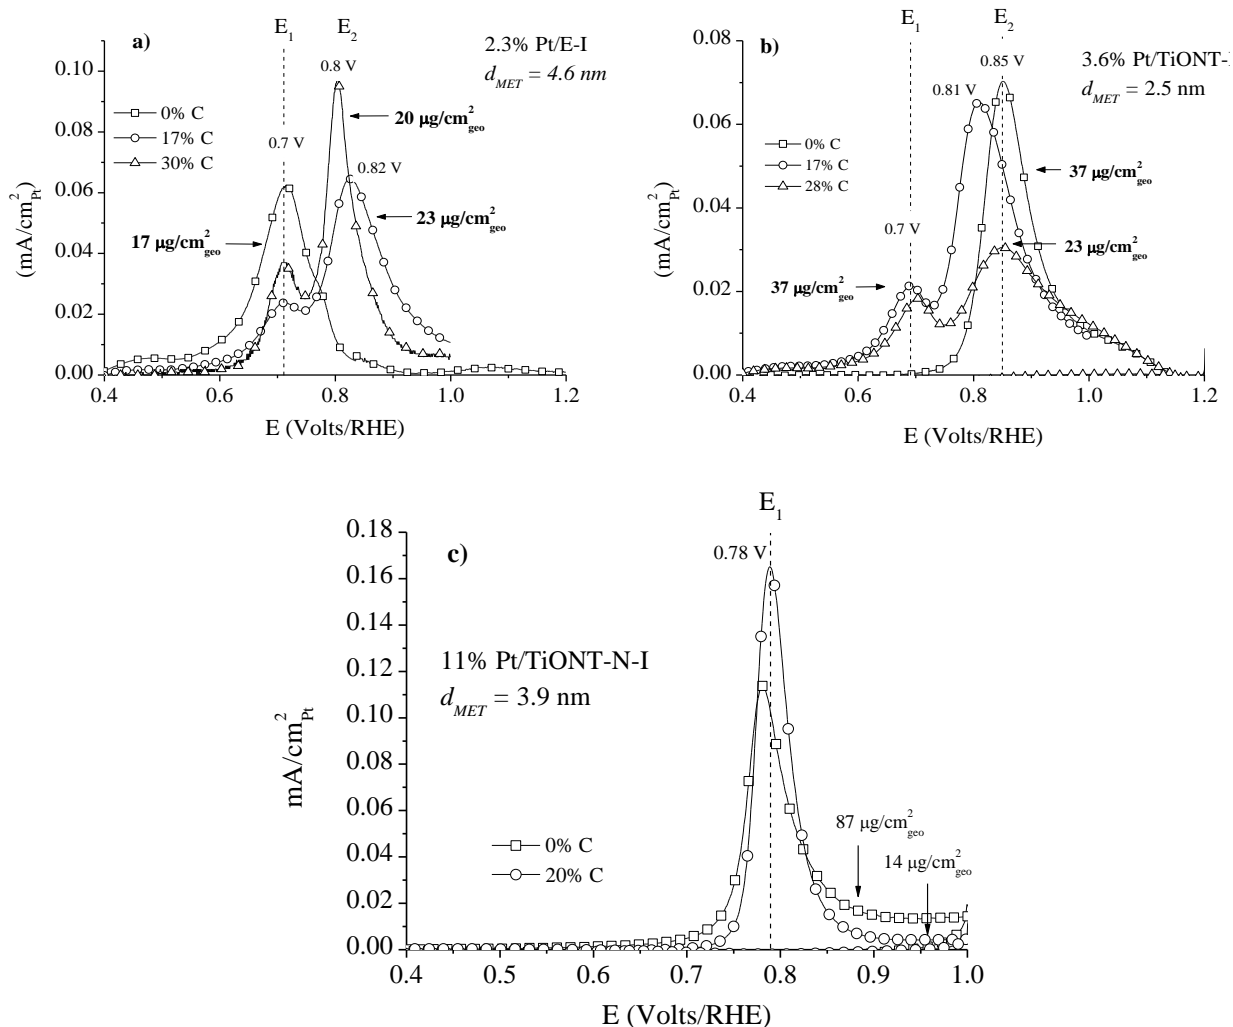 a)
E1 E2
2.3% Pt/E-I
dMET = 4.6 nm
0.8 V
0% C
17% C
30% C
0.7 V
20 µg/cm²geo
0.82 V
17 µg/cm²geo
23 µg/cm²geo
(mA/cm²Pt)
0.10
0.08
0.06
0.04
0.02
0.00
0.4 0.6 0.8 1.0 1.2
E (Volts/RHE)
b)
E1 E2
3.6% Pt/TiONT-
dMET = 2.5 nm
0.85 V
0.81 V
0% C
17% C
28% C
37 µg/cm²geo
0.7 V
23 µg/cm²geo
37 µg/cm²geo
(mA/cm²Pt)
0.08
0.06
0.04
0.02
0.00
0.4 0.6 0.8 1.0 1.2
E (Volts/RHE)
c)
E1
0.78 V
11% Pt/TiONT-N-I
dMET = 3.9 nm
0% C
20% C
87 µg/cm²geo
14 µg/cm²geo
mA/cm²Pt
0.18
0.16
0.14
0.12
0.10
0.08
0.06
0.04
0.02
0.00
0.4 0.5 0.6 0.7 0.8 0.9 1.0
E (Volts/RHE)